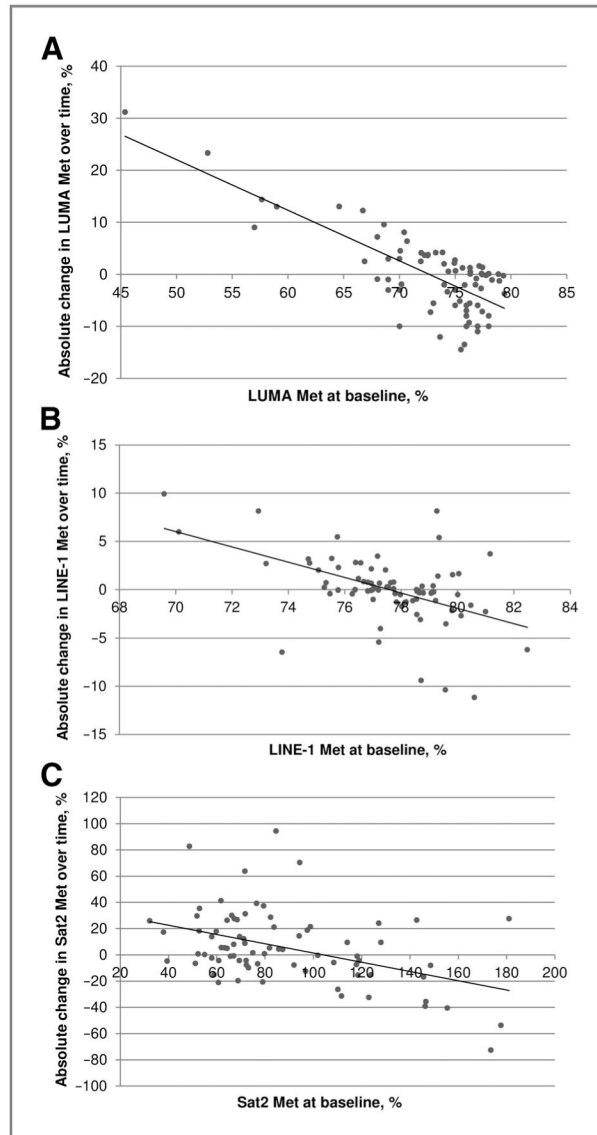 A
Absolute change in LUMA Met over time, %
40
30
20
10
0
−10
−20
45 50 55 60 65 70 75 80 85
LUMA Met at baseline, %
B
Absolute change in LINE-1 Met over time, %
15
10
5
0
−5
−10
−15
68 70 72 74 76 78 80 82 84
LINE-1 Met at baseline, %
C
Absolute change in Sat2 Met over time, %
120
100
80
60
40
20
0
−20
−40
−60
−80
−100
20 40 60 80 100 120 140 160 180 200
Sat2 Met at baseline, %